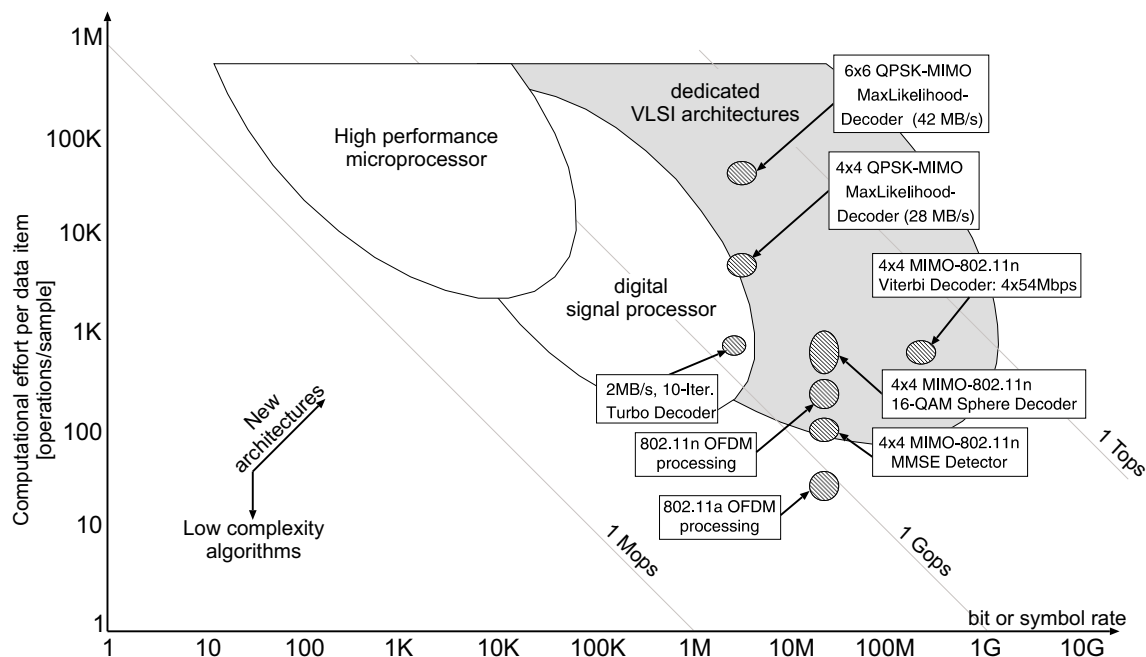 1M
100K
10K
1K
100
10
1
Computational effort per data item
[operations/sample]
High performance
microprocessor
dedicated
VLSI architectures
digital
signal processor
6x6 QPSK-MIMO
MaxLikelihood-
Decoder (42 MB/s)
4x4 QPSK-MIMO
MaxLikelihood-
Decoder (28 MB/s)
4x4 MIMO-802.11n
Viterbi Decoder: 4x54Mbps
4x4 MIMO-802.11n
16-QAM Sphere Decoder
2MB/s, 10-Iter.
Turbo Decoder
802.11n OFDM
processing
4x4 MIMO-802.11n
MMSE Detector
802.11a OFDM
processing
New
architectures
Low complexity
algorithms
1 Mops
1 Gops
1 Tops
bit or symbol rate
1 10 100 1K 10K 100K 1M 10M 100M 1G 10G